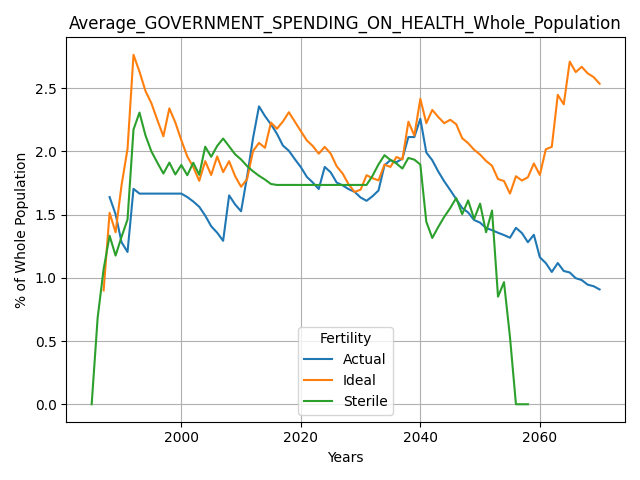 Average_GOVERNMENT_SPENDING_ON_HEALTH_Whole_Population
% of Whole Population
2.5
2.0
1.5
1.0
0.5
0.0
Fertility
Actual
Ideal
Sterile
2000 2020 2040 2060
Years